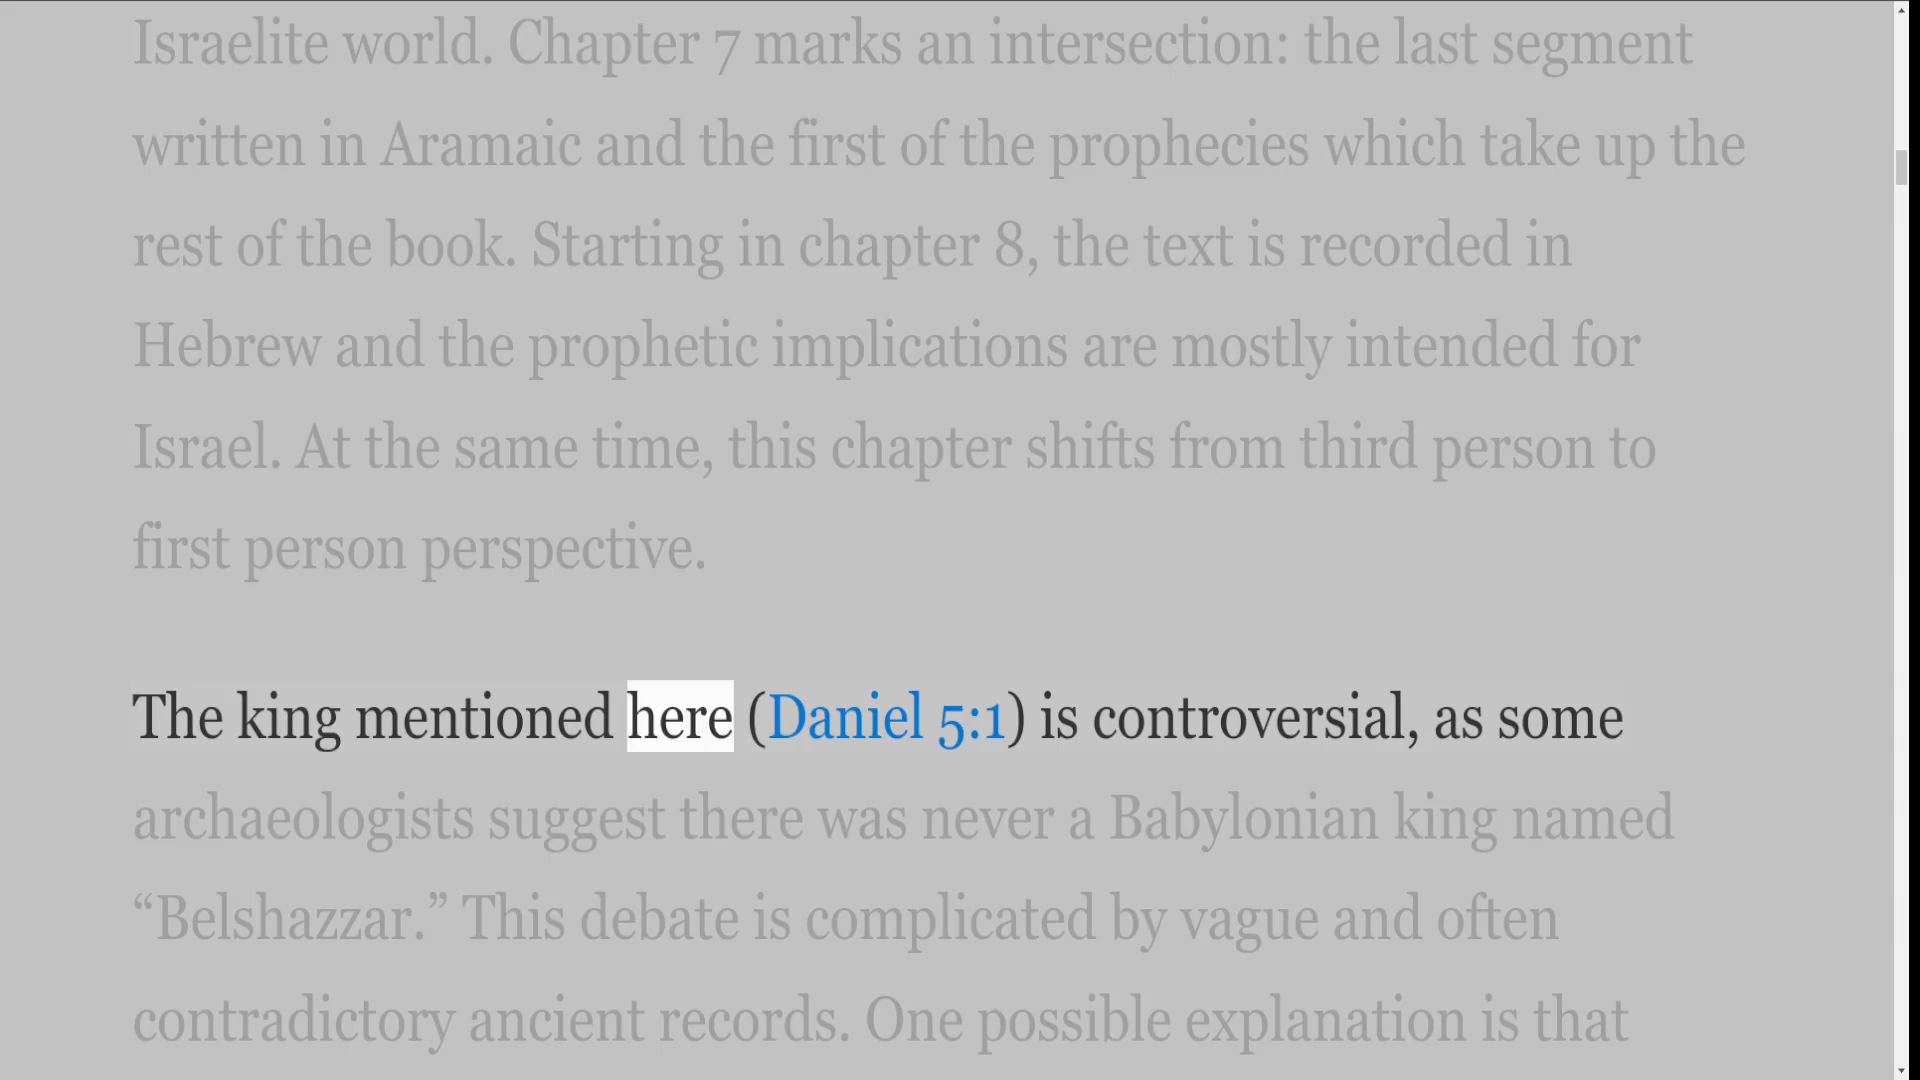 Israelite world. Chapter 7 marks an intersection: the last segment
written in Aramaic and the first of the prophecies which take up the
rest of the book. Starting in chapter 8, the text is recorded in
Hebrew and the prophetic implications are mostly intended for
Israel. At the same time, this chapter shifts from third person to
first person perspective.
The king mentioned here (Daniel 5:1) is controversial, as some
archaeologists suggest there was never a Babylonian king named
“Belshazzar.” This debate is complicated by vague and often
contradictory ancient records. One possible explanation is that